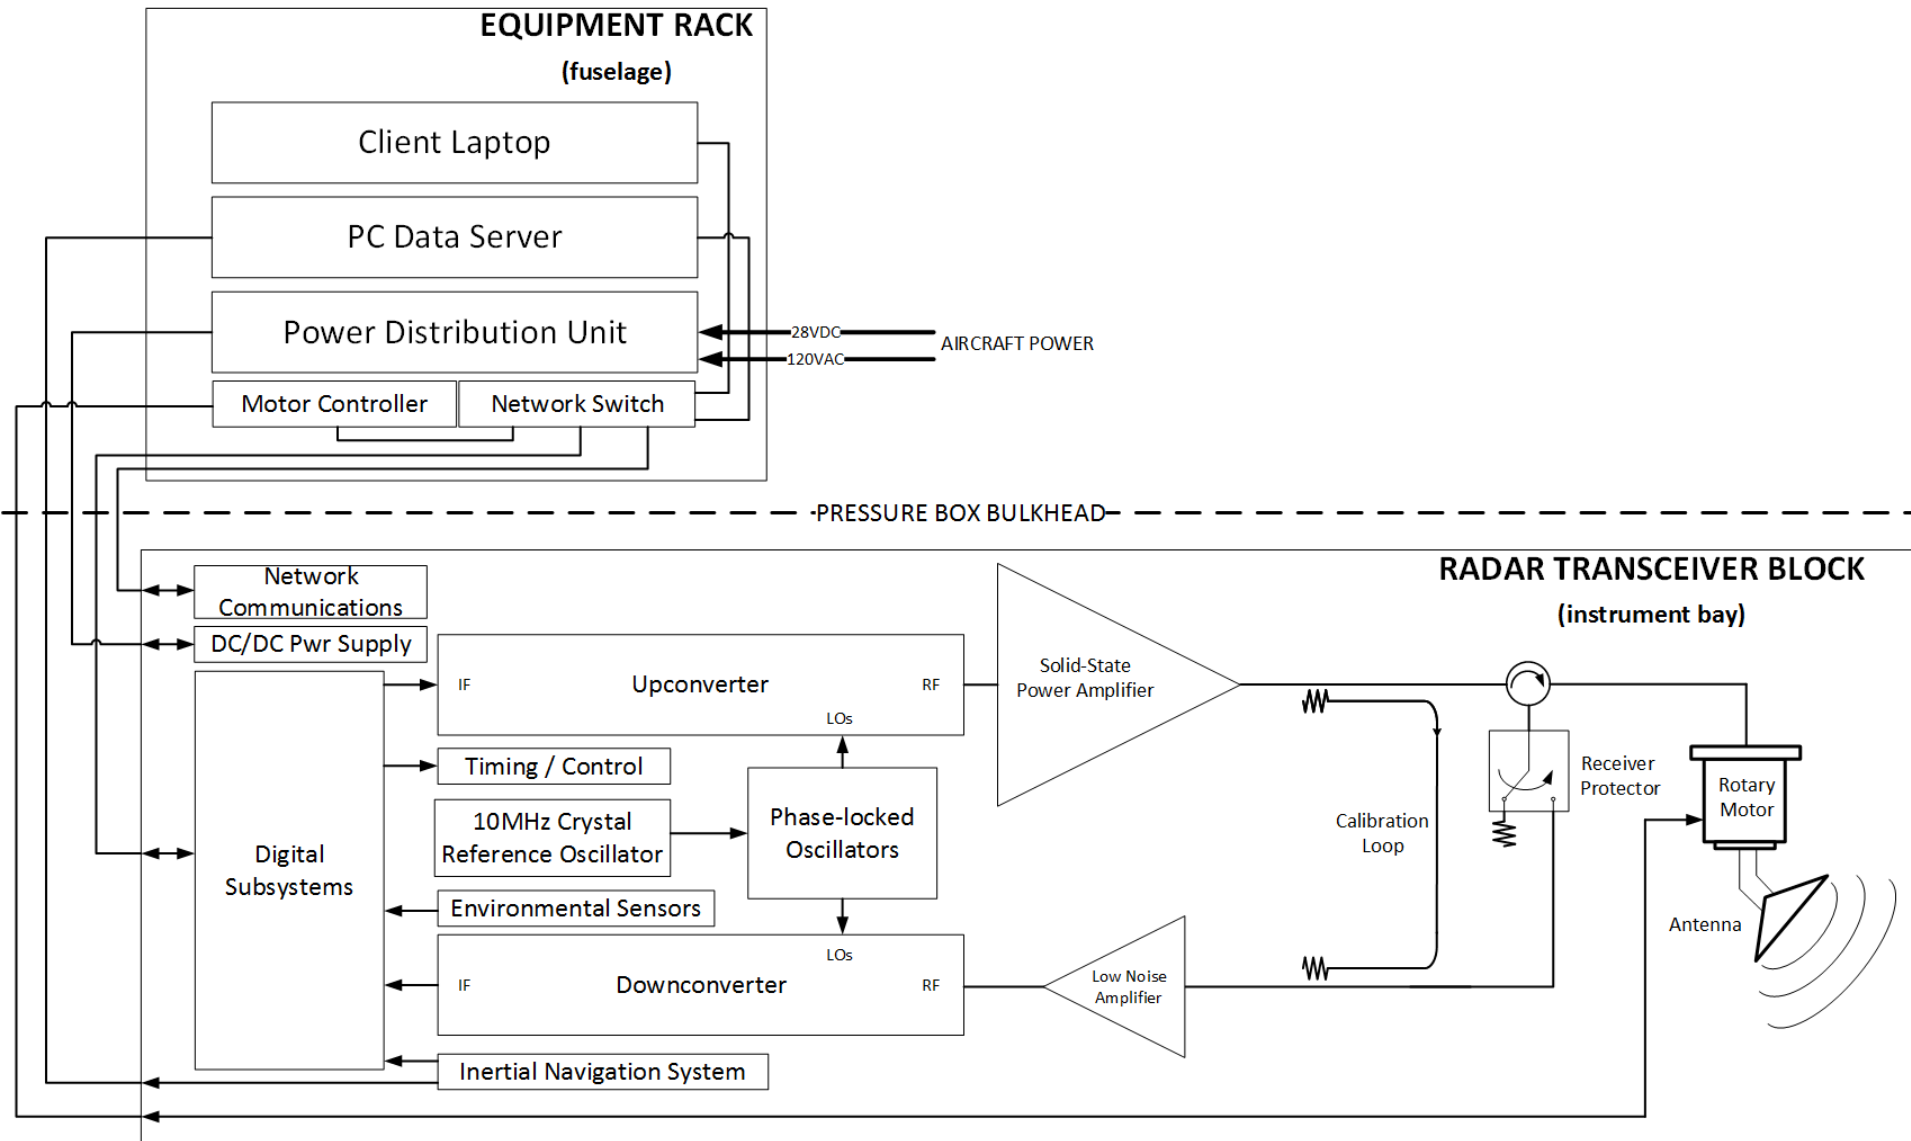 EQUIPMENT RACK
(fuselage)
Client Laptop
PC Data Server
Power Distribution Unit
28VDC
120VAC
AIRCRAFT POWER
Motor Controller
Network Switch
PRESSURE BOX BULKHEAD
RADAR TRANSCEIVER BLOCK
(instrument bay)
Network
Communications
DC/DC Pwr Supply
IF
Upconverter
RF
LOs
Solid-State
Power Amplifier
Timing / Control
10MHz Crystal
Reference Oscillator
Phase-locked
Oscillators
Digital
Subsystems
Environmental Sensors
LOs
IF
Downconverter
RF
Low Noise
Amplifier
Calibration
Loop
Receiver
Protector
Rotary
Motor
Antenna
Inertial Navigation System